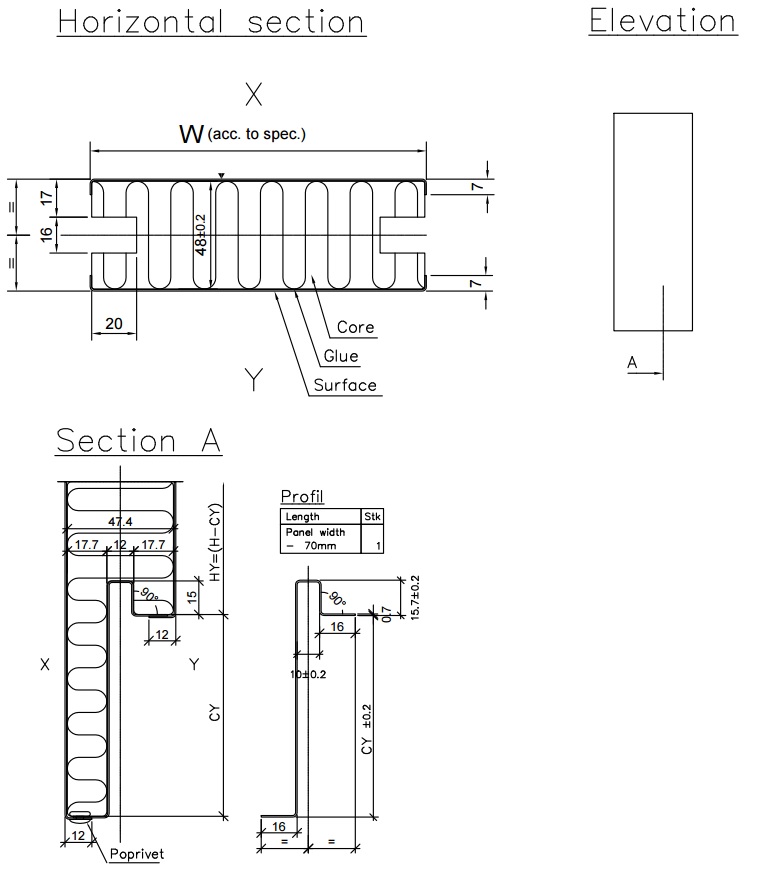 Horizontal section
Elevation
X
W (acc. to spec.)
=
17
16
=
48±0.2
7
7
20
Core
Glue
Surface
Y
A
Section A
47.4
17.7 12 17.7
HY=(H-CY)
90°
15
12
X
Y
CY
12
Poprivet
Profil
Length Stk
Panel width
- 70mm 1
90°
16
0.7
15.7±0.2
10±0.2
CY ±0.2
16
= =